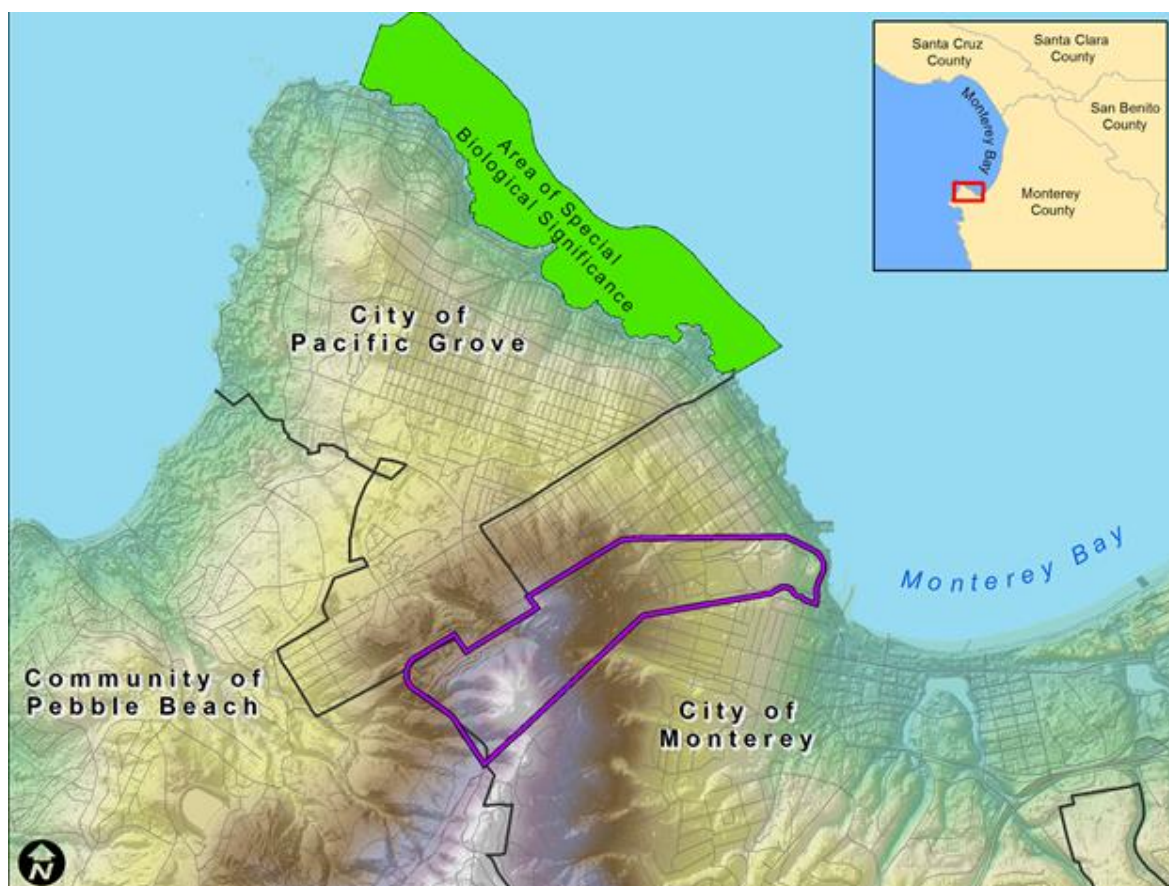 Santa Cruz
County
Santa Clara
County
San Benito
County
Monterey Bay
Monterey
County
Area of Special
Biological Significance
City of
Pacific Grove
Monterey Bay
Community of
Pebble Beach
City of
Monterey
N